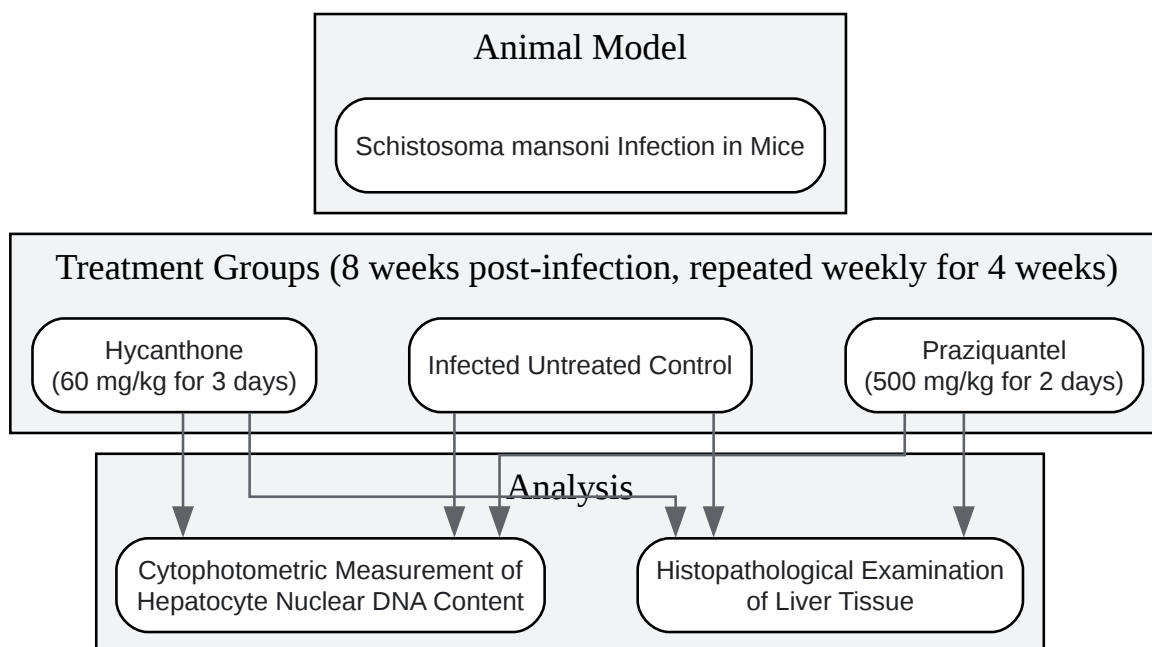 Animal Model
Schistosoma mansoni Infection in Mice
Treatment Groups (8 weeks post-infection, repeated weekly for 4 weeks)
Hycanthone
(60 mg/kg for 3 days)
Infected Untreated Control
Praziquantel
(500 mg/kg for 2 days)
Analysis
Cytophotometric Measurement of
Hepatocyte Nuclear DNA Content
Histopathological Examination
of Liver Tissue